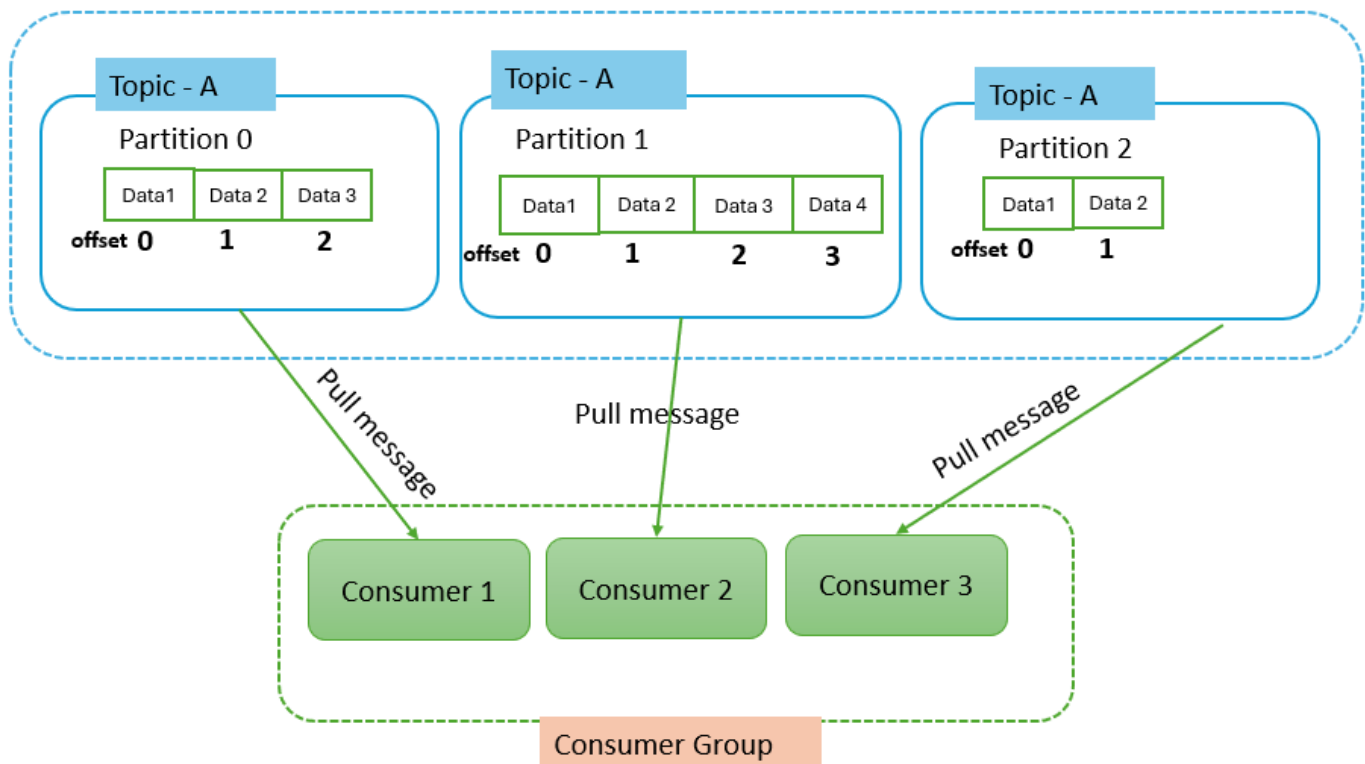 Topic - A
Partition 0
Data1 Data 2 Data 3
offset 0 1 2
Topic - A
Partition 1
Data1 Data 2 Data 3 Data 4
offset 0 1 2 3
Topic - A
Partition 2
Data1 Data 2
offset 0 1
Pull message
Pull message
Pull message
Consumer 1
Consumer 2
Consumer 3
Consumer Group